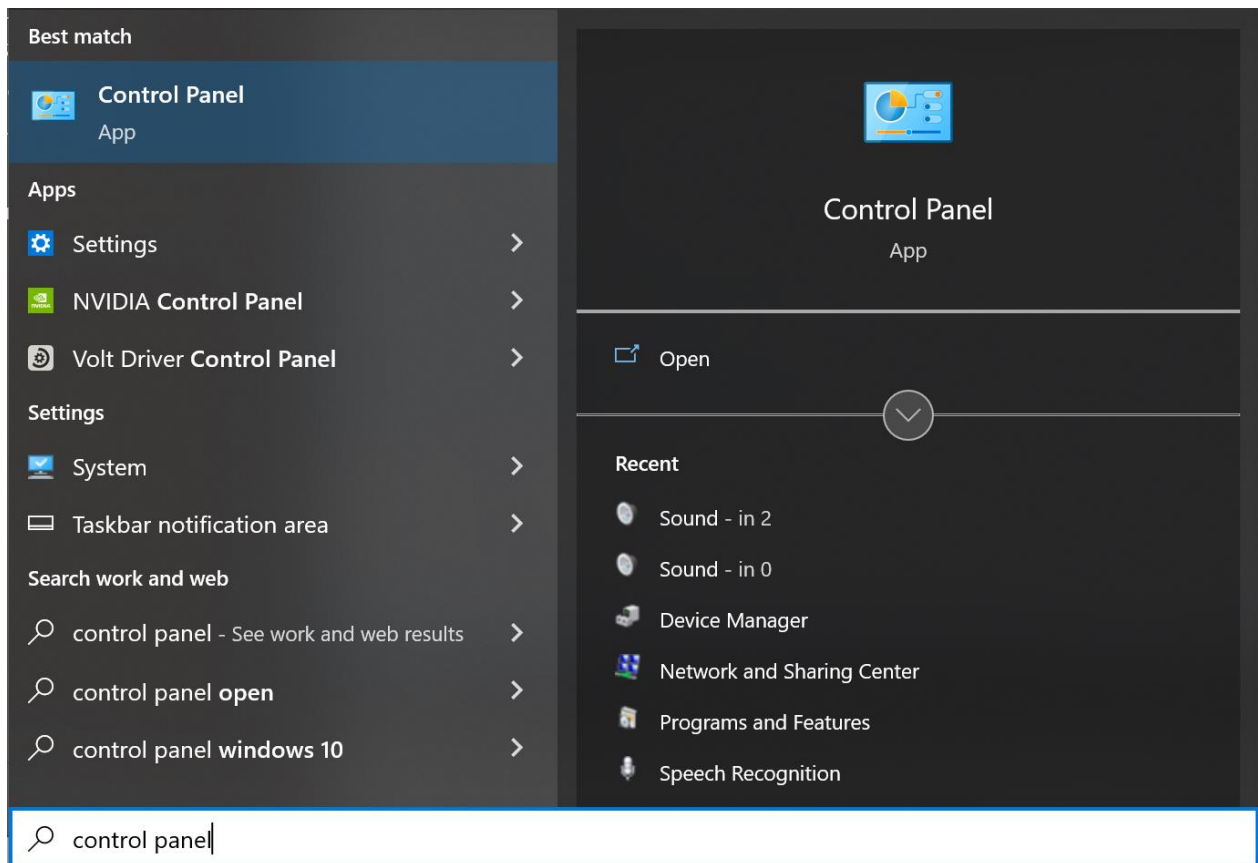 Best match
Control Panel
App
Apps
Settings
NVIDIA Control Panel
Volt Driver Control Panel
Settings
System
Taskbar notification area
Search work and web
control panel - See work and web results
control panel open
control panel windows 10
control panel
Control Panel
App
Open
Recent
Sound - in 2
Sound - in 0
Device Manager
Network and Sharing Center
Programs and Features
Speech Recognition